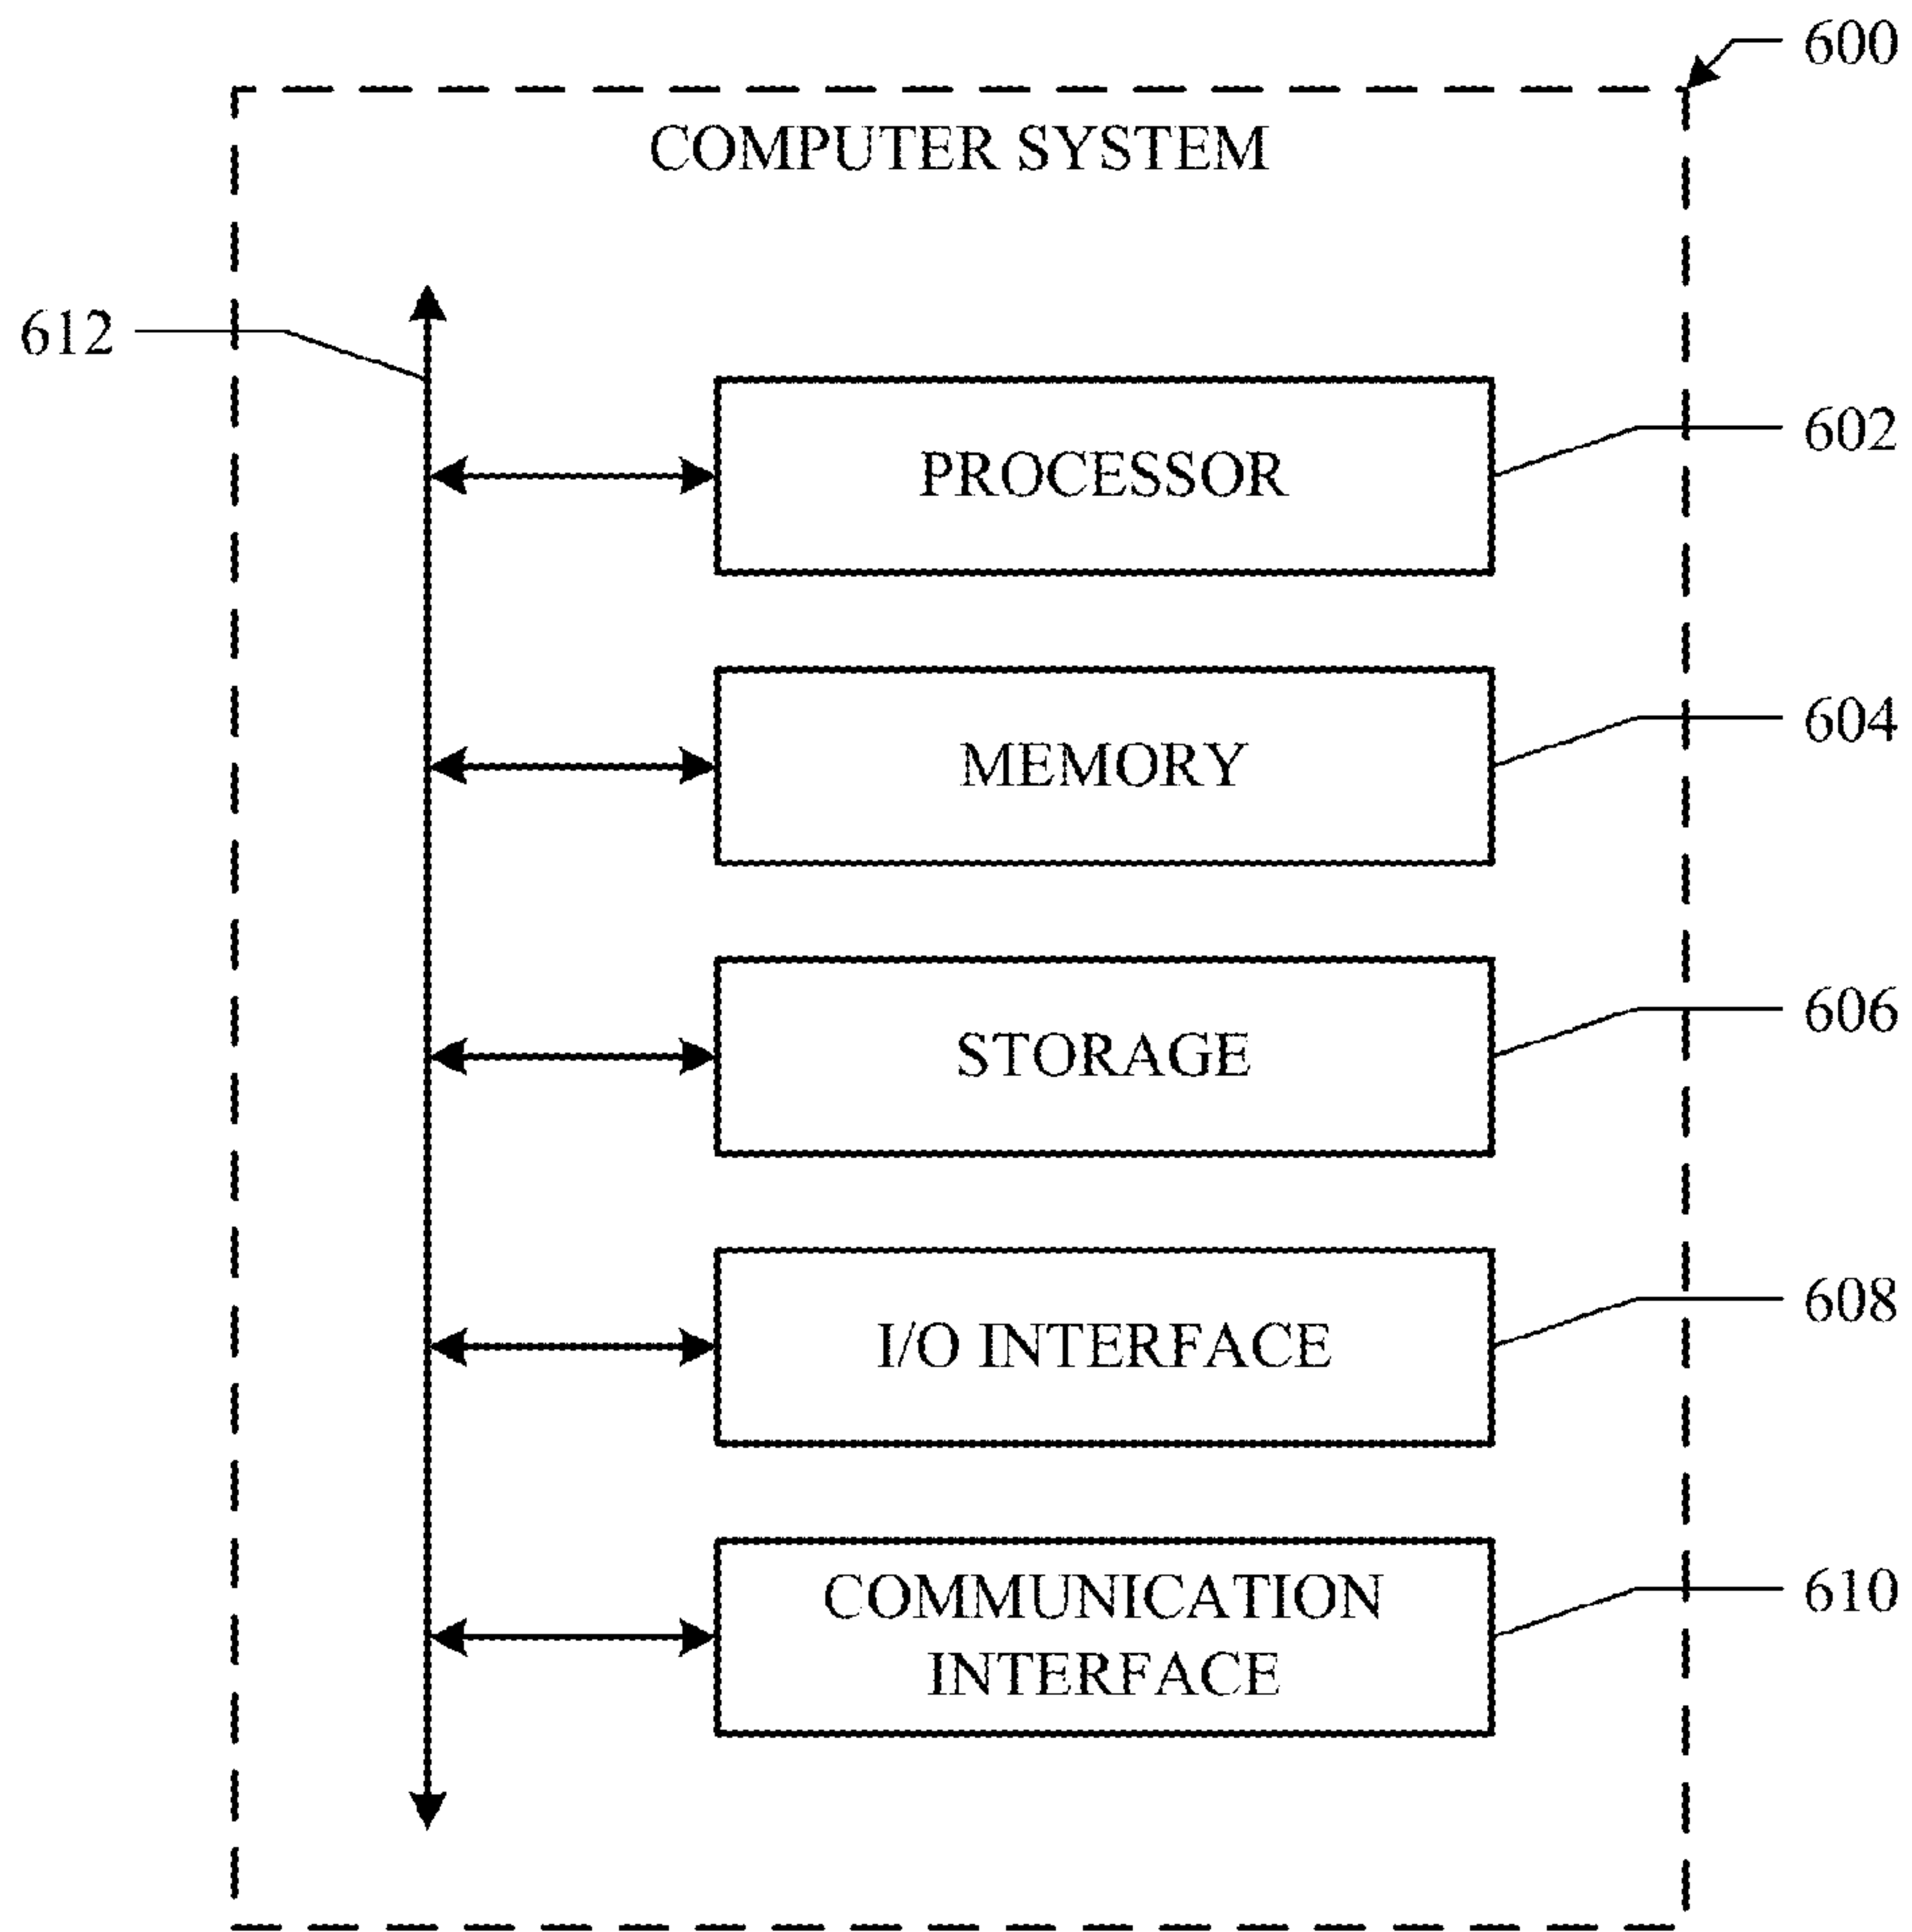 600
COMPUTER SYSTEM
612
602
PROCESSOR
604
MEMORY
606
STORAGE
608
I/O INTERFACE
610
COMMUNICATION
INTERFACE